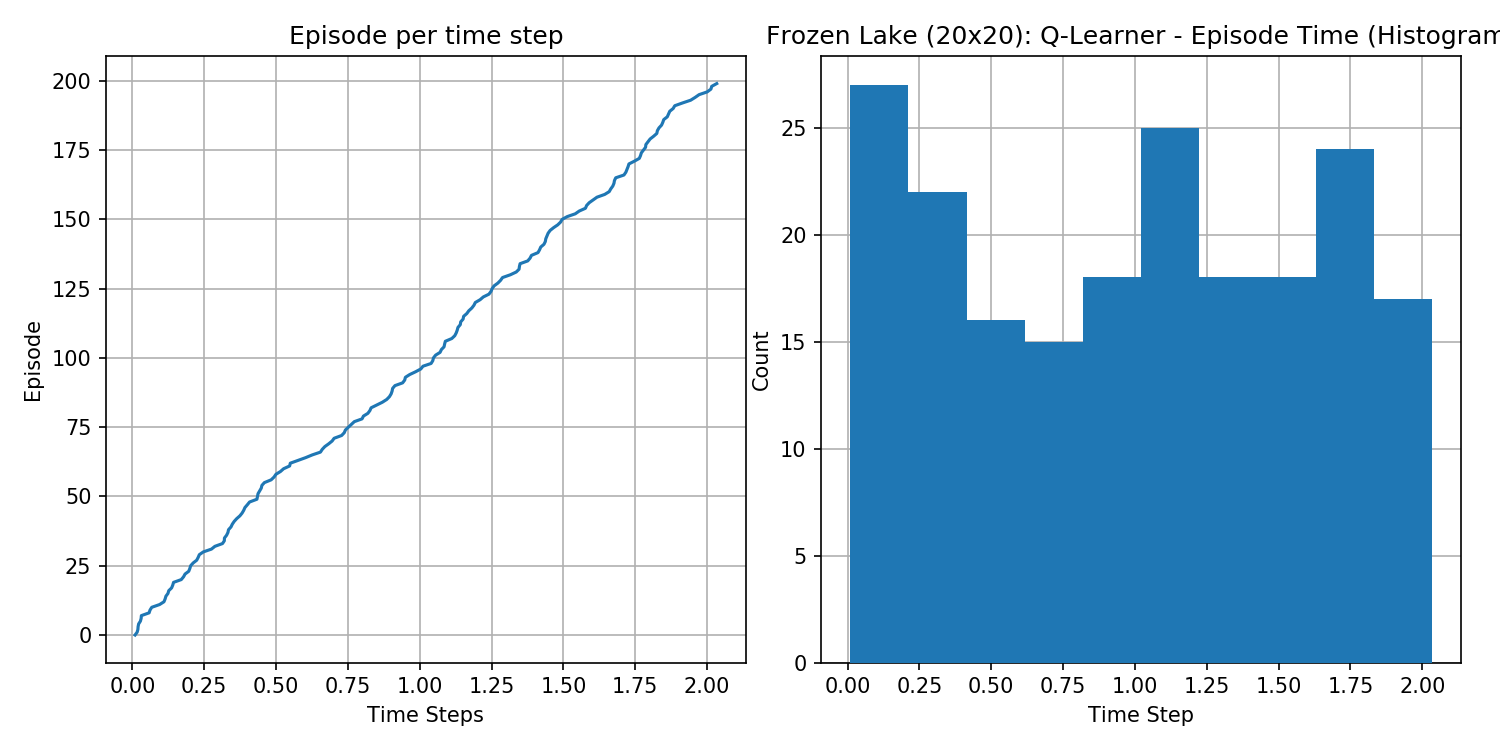 Episode per time step
200
175
150
125
100
75
50
25
0
Episode
0.00 0.25 0.50 0.75 1.00 1.25 1.50 1.75 2.00
Time Steps
Frozen Lake (20x20): Q-Learner - Episode Time (Histogram
25
20
15
10
5
0
Count
0.00 0.25 0.50 0.75 1.00 1.25 1.50 1.75 2.00
Time Step